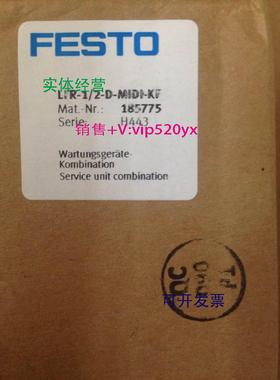 FESTO
实体经营
LFR-1/2-D-MIDI-KF
Mat.-Nr.: 185775
销售+V:vip520yx
Serie: H443
Wartungsgeräte-
Kombination
Service unit combination
QC
可开发票